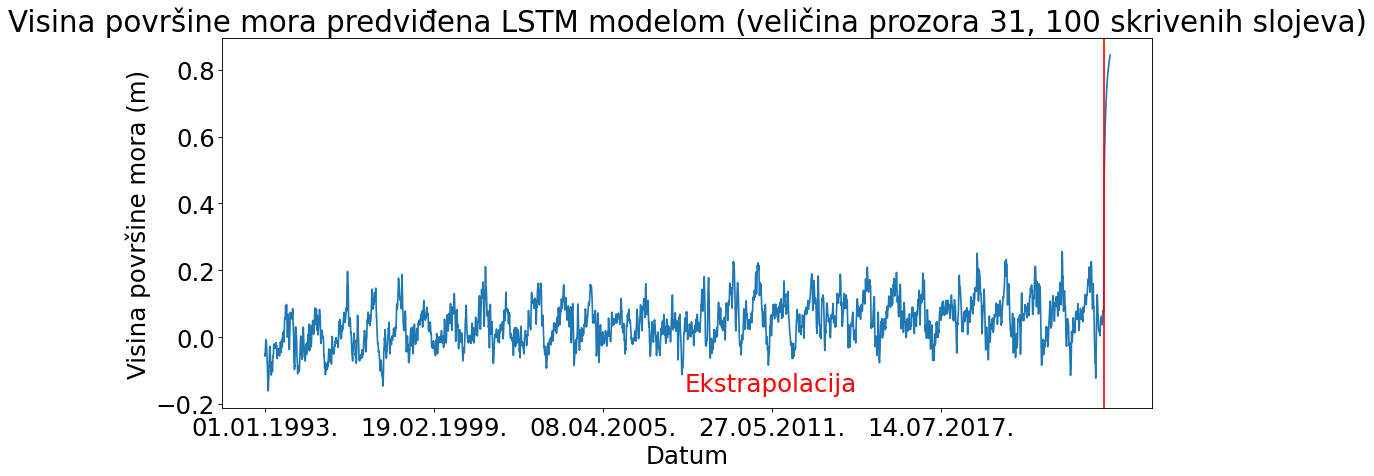 Visina površine mora predviđena LSTM modelom (veličina prozora 31, 100 skrivenih slojeva)
Visina površine mora (m)
0.8
0.6
0.4
0.2
0.0
−0.2
Ekstrapolacija
01.01.1993. 19.02.1999. 08.04.2005. 27.05.2011. 14.07.2017.
Datum